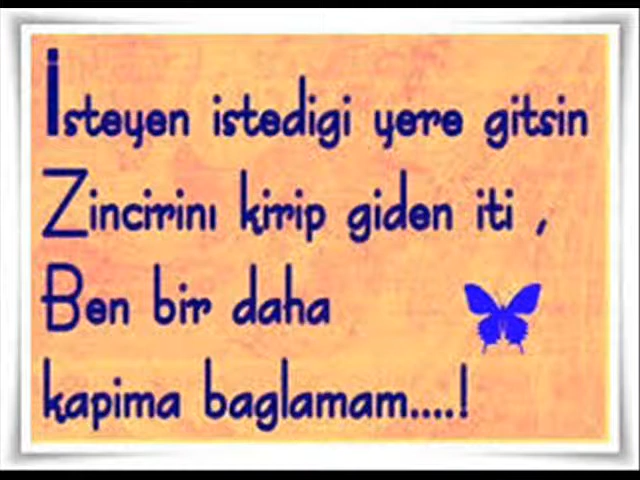 İsteyen istedigi yere gitsin
Zincirini kirip giden iti ,
Ben bir daha
kapima baglamam....!